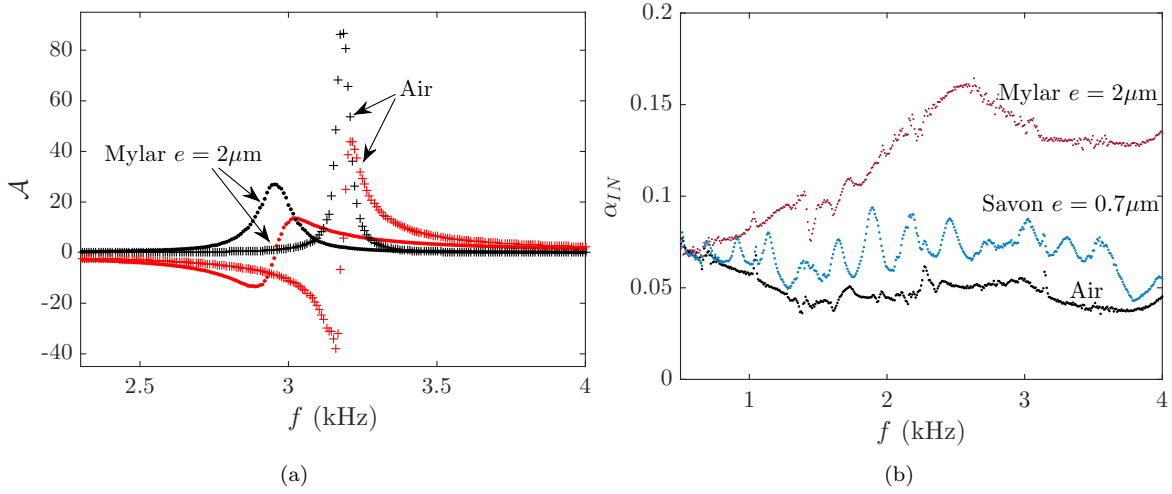 80
60
40
20
0
-20
-40
𝒜
Air
Mylar e = 2μm
2.5
3
3.5
4
f (kHz)
(a)
0.2
0.15
0.1
0.05
0
α_IN
Mylar e = 2μm
Savon e = 0.7μm
Air
1
2
3
4
f (kHz)
(b)